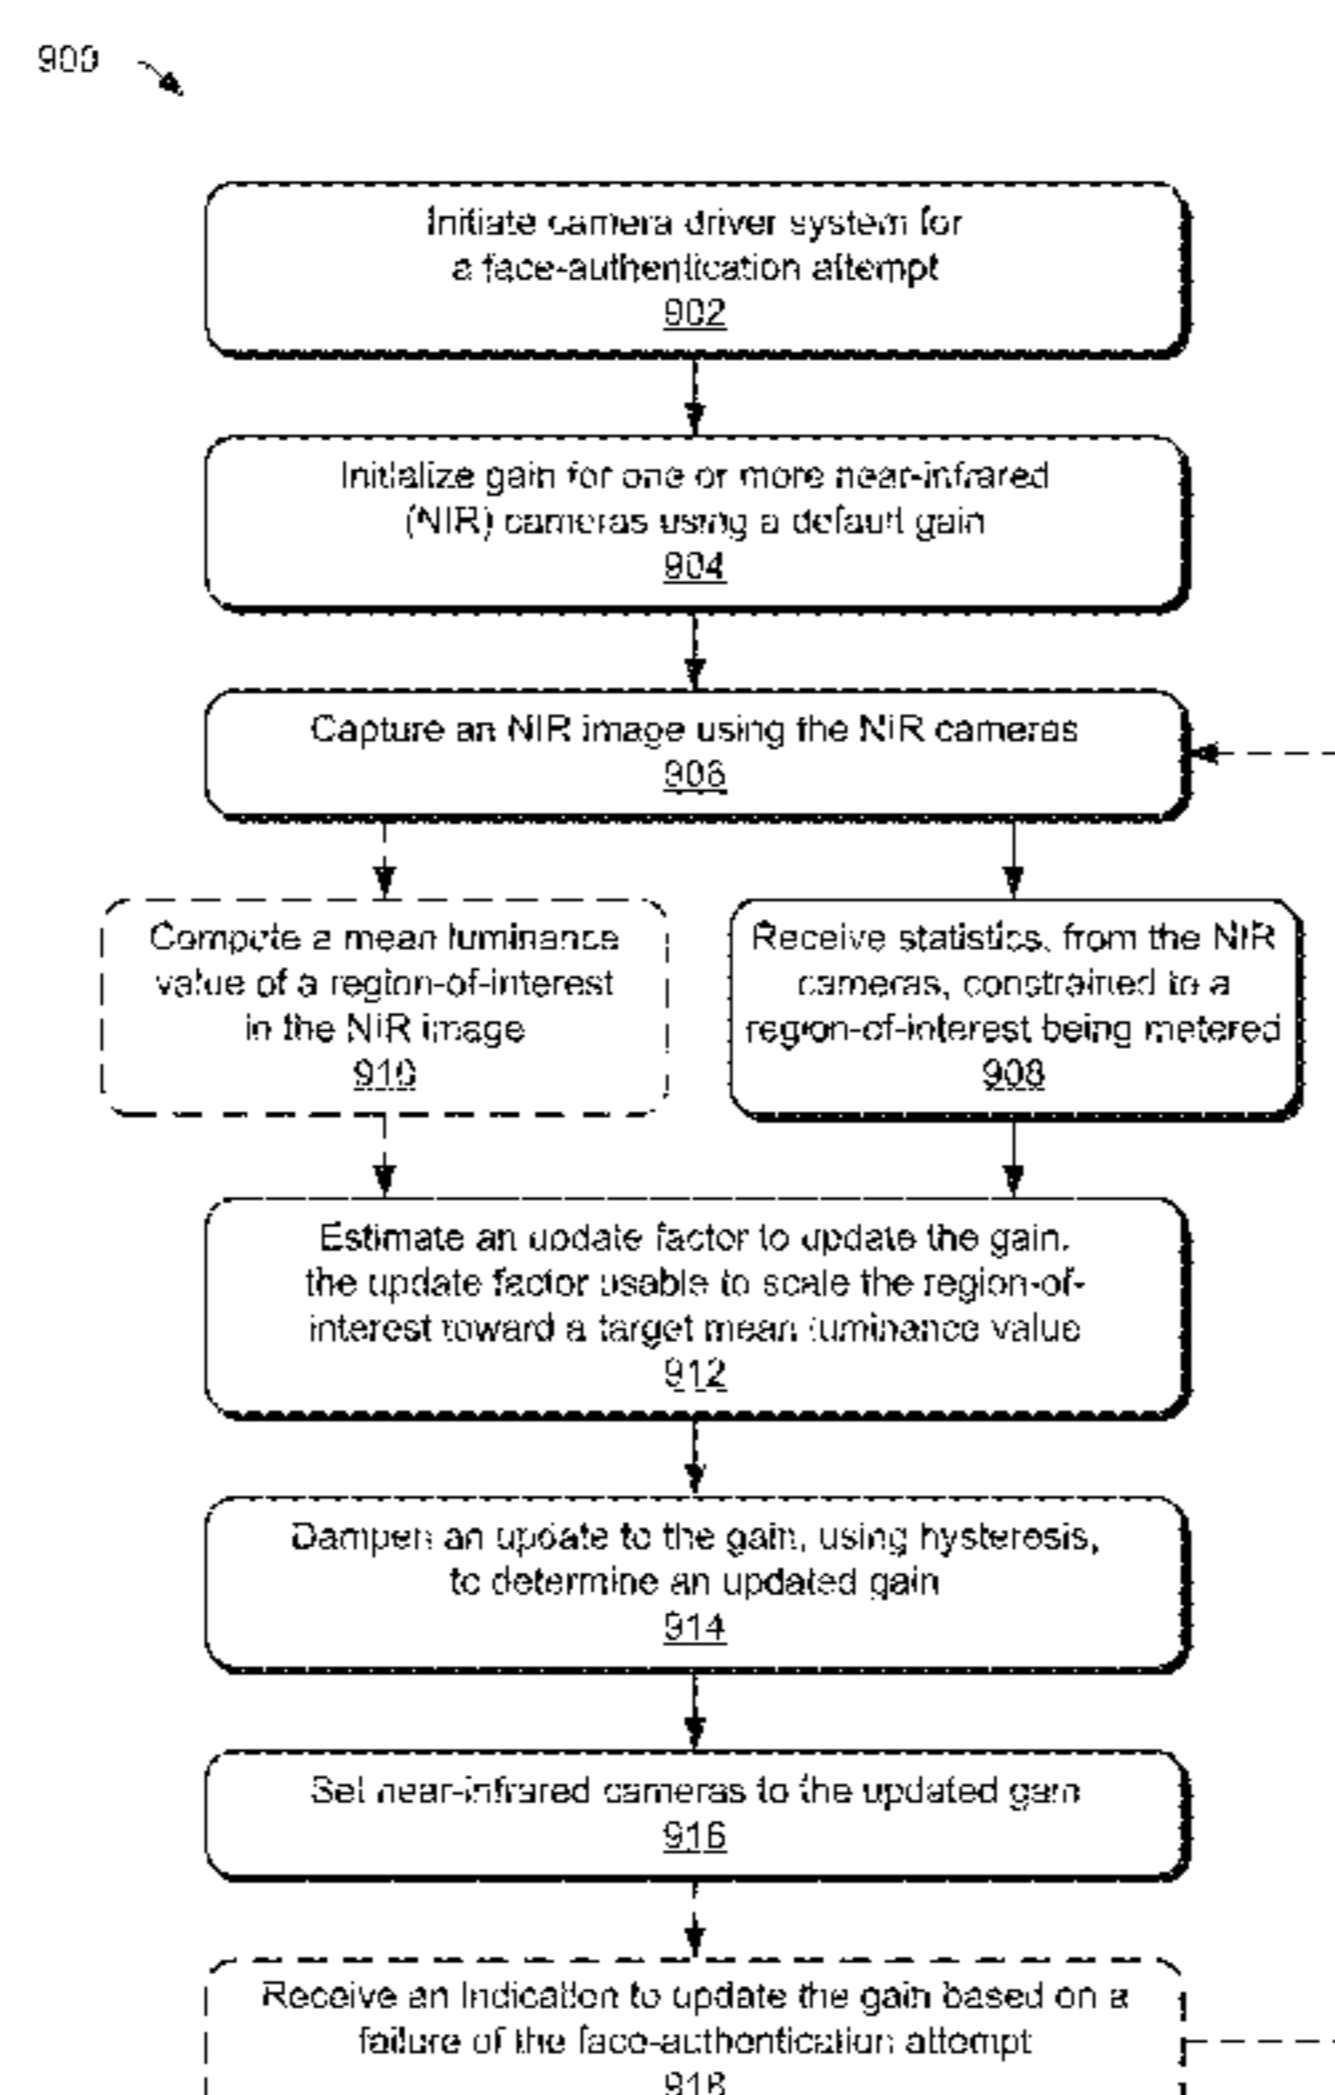 900
Initiate camera driver system for
a face-authentication attempt
902
Initialize gain for one or more near-infrared
(NIR) cameras using a default gain
904
Capture an NIR image using the NIR cameras
906
Compute a mean luminance
value of a region-of-interest
in the NIR image
910
Receive statistics, from the NIR
cameras, constrained to a
region-of-interest being metered
908
Estimate an update factor to update the gain,
the update factor usable to scale the region-of-
interest toward a target mean luminance value
912
Dampen an update to the gain, using hysteresis,
to determine an updated gain
914
Set near-infrared cameras to the updated gain
916
Receive an indication to update the gain based on a
failure of the face-authentication attempt
918